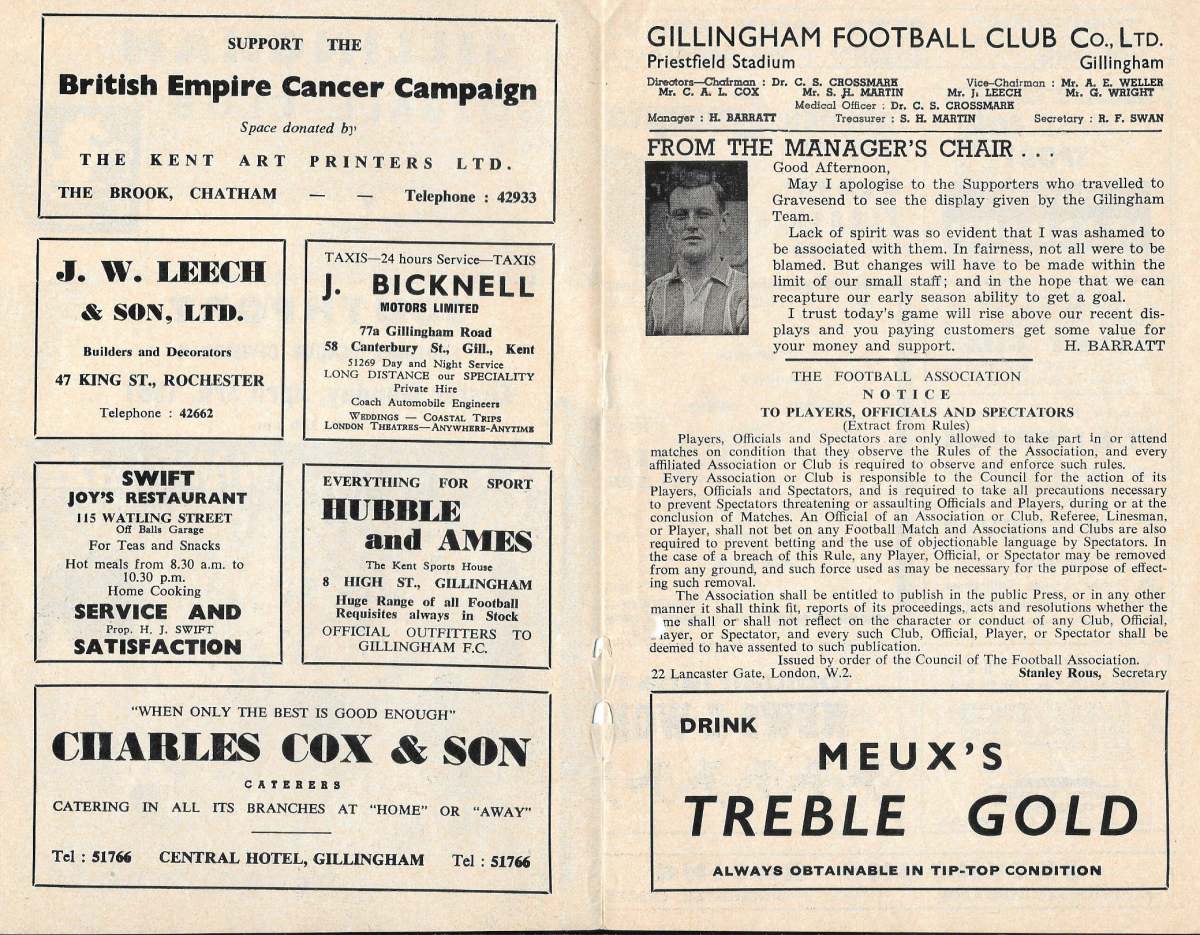 SUPPORT THE
British Empire Cancer Campaign
Space donated by
THE KENT ART PRINTERS LTD.
THE BROOK, CHATHAM — — Telephone : 42933
J. W. LEECH
& SON, LTD.
Builders and Decorators
47 KING ST., ROCHESTER
Telephone : 42662
TAXIS—24 hours Service—TAXIS
J. BICKNELL
MOTORS LIMITED
77a Gillingham Road
58 Canterbury St., Gill., Kent
51269 Day and Night Service
LONG DISTANCE our SPECIALITY
Private Hire
Coach Automobile Engineers
WEDDINGS — COASTAL TRIPS
LONDON THEATRES—ANYWHERE-ANYTIME
SWIFT
JOY'S RESTAURANT
115 WATLING STREET
Off Balls Garage
For Teas and Snacks
Hot meals from 8.30 a.m. to
10.30 p.m.
Home Cooking
SERVICE AND
Prop. H. J. SWIFT
SATISFACTION
EVERYTHING FOR SPORT
HUBBLE
and AMES
The Kent Sports House
8 HIGH ST., GILLINGHAM
Huge Range of all Football
Requisites always in Stock
OFFICIAL OUTFITTERS TO
GILLINGHAM F.C.
"WHEN ONLY THE BEST IS GOOD ENOUGH"
CHARLES COX & SON
CATERERS
CATERING IN ALL ITS BRANCHES AT "HOME" OR "AWAY"
Tel : 51766 CENTRAL HOTEL, GILLINGHAM Tel : 51766
GILLINGHAM FOOTBALL CLUB Co., LTD.
Priestfield Stadium Gillingham
Directors—Chairman : Dr. C. S. CROSSMARK Vice-Chairman : Mr. A. E. WELLER
Mr. C. A. L. COX Mr. S. H. MARTIN Mr. J. LEECH Mr. G. WRIGHT
Medical Officer : Dr. C. S. CROSSMARK
Manager : H. BARRATT Treasurer : S. H. MARTIN Secretary : R. F. SWAN
FROM THE MANAGER'S CHAIR . . .
Good Afternoon,
May I apologise to the Supporters who travelled to
Gravesend to see the display given by the Gilingham
Team.
Lack of spirit was so evident that I was ashamed to
be associated with them. In fairness, not all were to be
blamed. But changes will have to be made within the
limit of our small staff; and in the hope that we can
recapture our early season ability to get a goal.
I trust today's game will rise above our recent dis-
plays and you paying customers get some value for
your money and support. H. BARRATT
THE FOOTBALL ASSOCIATION
NOTICE
TO PLAYERS, OFFICIALS AND SPECTATORS
(Extract from Rules)
Players, Officials and Spectators are only allowed to take part in or attend
matches on condition that they observe the Rules of the Association, and every
affiliated Association or Club is required to observe and enforce such rules.
Every Association or Club is responsible to the Council for the action of its
Players, Officials and Spectators, and is required to take all precautions necessary
to prevent Spectators threatening or assaulting Officials and Players, during or at the
conclusion of Matches. An Official of an Association or Club, Referee, Linesman,
or Player, shall not bet on any Football Match and Associations and Clubs are also
required to prevent betting and the use of objectionable language by Spectators. In
the case of a breach of this Rule, any Player, Official, or Spectator may be removed
from any ground, and such force used as may be necessary for the purpose of effect-
ing such removal.
The Association shall be entitled to publish in the public Press, or in any other
manner it shall think fit, reports of its proceedings, acts and resolutions whether the
me shall or shall not reflect on the character or conduct of any Club, Official,
ayer, or Spectator, and every such Club, Official, Player, or Spectator shall be
deemed to have assented to such publication.
Issued by order of the Council of The Football Association.
22 Lancaster Gate, London, W.2. Stanley Rous, Secretary
DRINK
MEUX'S
TREBLE GOLD
ALWAYS OBTAINABLE IN TIP-TOP CONDITION